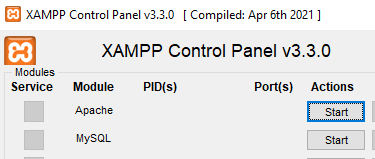 XAMPP Control Panel v3.3.0 [ Compiled: Apr 6th 2021 ]
XAMPP Control Panel v3.3.0
Modules
Service Module PID(s) Port(s) Actions
Apache Start
MySQL Start